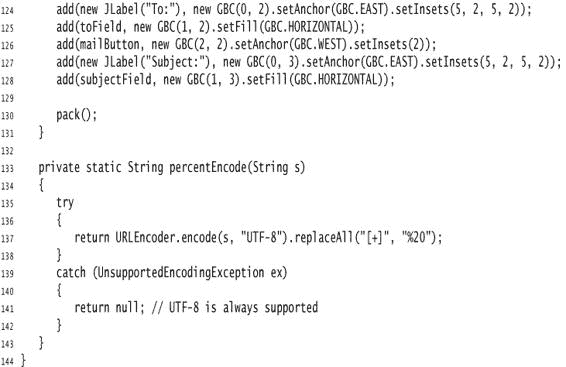 124 add(new JLabel("To:"), new GBC(0, 2).setAnchor(GBC.EAST).setInsets(5, 2, 5, 2));
125 add(toField, new GBC(1, 2).setFill(GBC.HORIZONTAL));
126 add(mailButton, new GBC(2, 2).setAnchor(GBC.WEST).setInsets(2));
127 add(new JLabel("Subject:"), new GBC(0, 3).setAnchor(GBC.EAST).setInsets(5, 2, 5, 2));
128 add(subjectField, new GBC(1, 3).setFill(GBC.HORIZONTAL));
129
130 pack();
131 }
132
133 private static String percentEncode(String s)
134 {
135 try
136 {
137 return URLEncoder.encode(s, "UTF-8").replaceAll("[+]", "%20");
138 }
139 catch (UnsupportedEncodingException ex)
140 {
141 return null; // UTF-8 is always supported
142 }
143 }
144 }